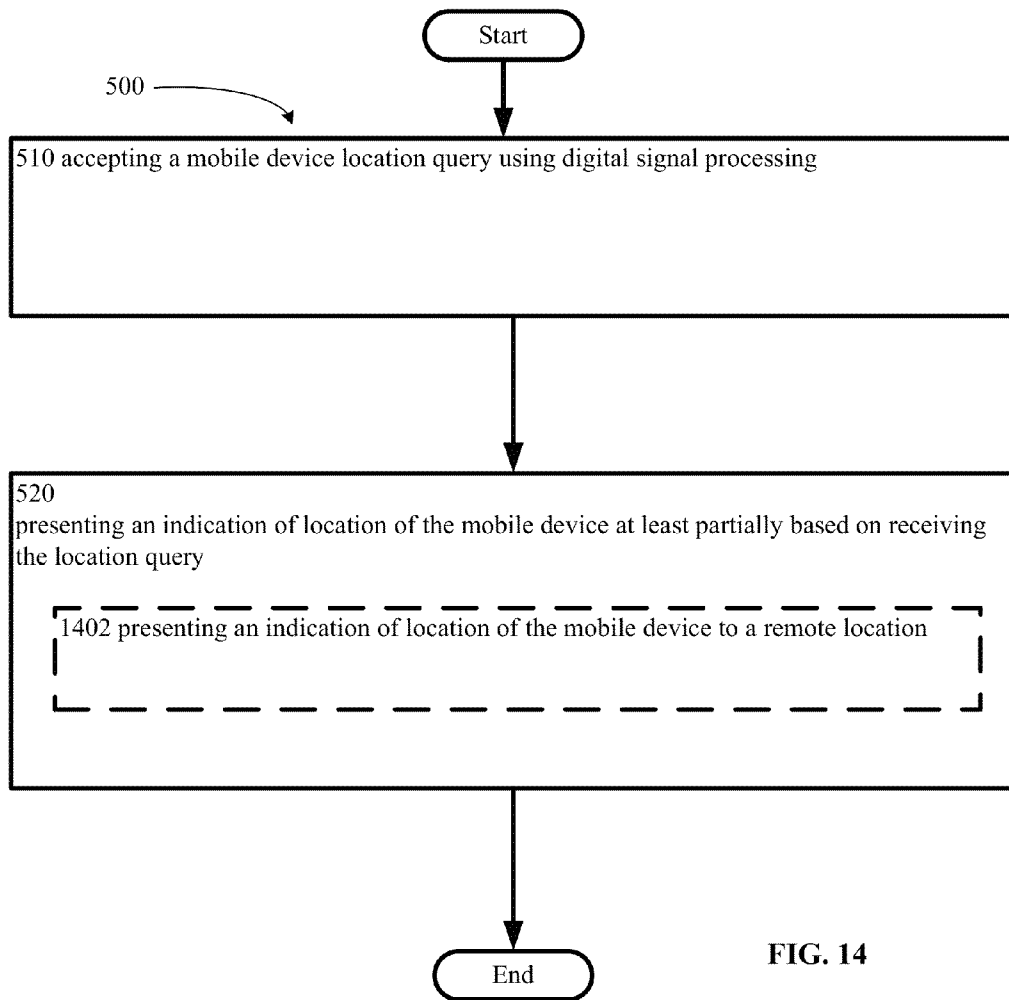 Start
500
510 accepting a mobile device location query using digital signal processing
520
presenting an indication of location of the mobile device at least partially based on receiving
the location query
1402 presenting an indication of location of the mobile device to a remote location
End
FIG. 14